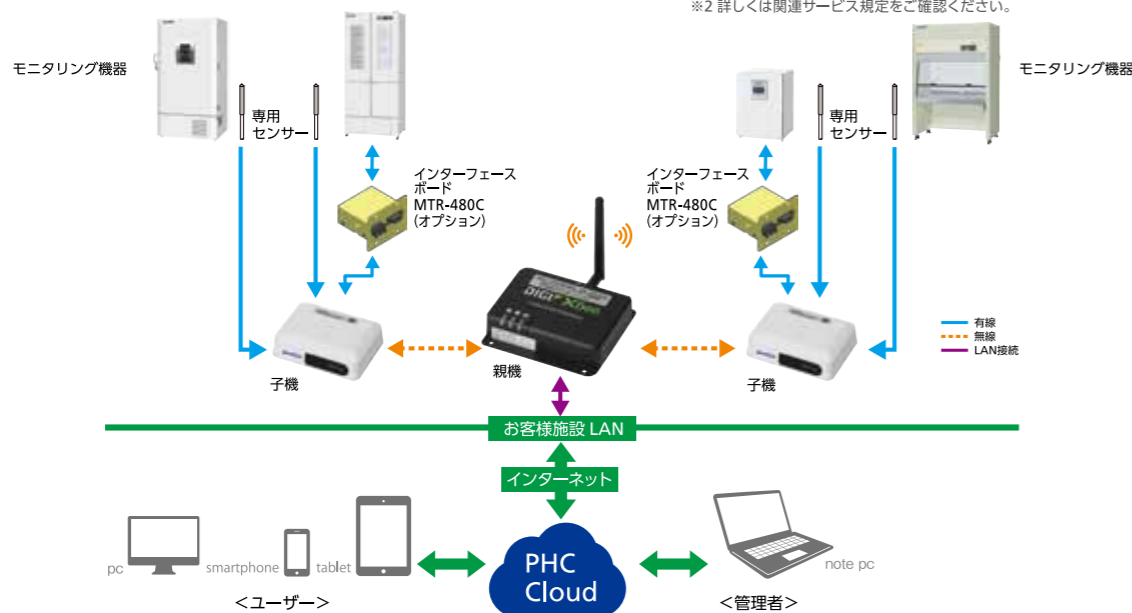 ※2 詳しくは関連サービス規定をご確認ください。
モニタリング機器
モニタリング機器
専用
センサー
専用
センサー
インターフェース
ボード
MTR-480C
(オプション)
インターフェース
ボード
MTR-480C
(オプション)
DIGI
XBee
有線
無線
LAN接続
子機
親機
子機
お客様施設 LAN
インターネット
pc
smartphone
tablet
PHC
Cloud
note pc
＜ユーザー＞
＜管理者＞